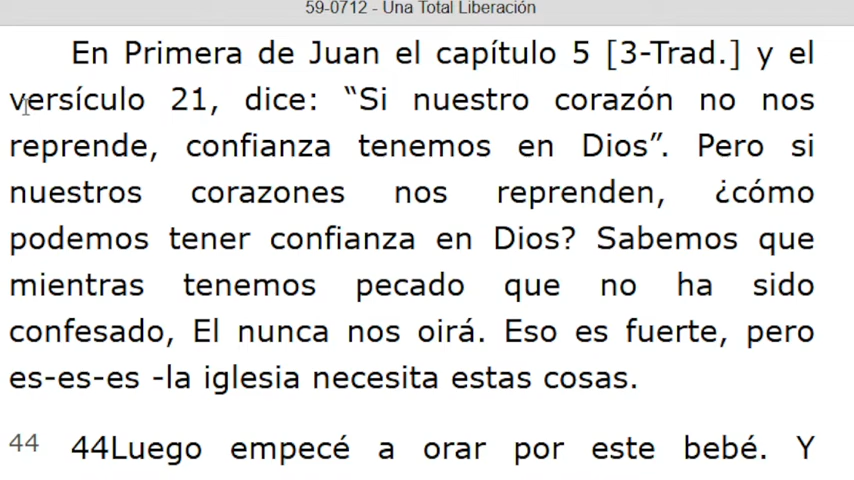 59-0712 - Una Total Liberación
En Primera de Juan el capítulo 5 [3-Trad.] y el
versículo 21, dice: “Si nuestro corazón no nos
reprende, confianza tenemos en Dios”. Pero si
nuestros corazones nos reprenden, ¿cómo
podemos tener confianza en Dios? Sabemos que
mientras tenemos pecado que no ha sido
confesado, El nunca nos oirá. Eso es fuerte, pero
es-es-es -la iglesia necesita estas cosas.
44 44Luego empecé a orar por este bebé. Y